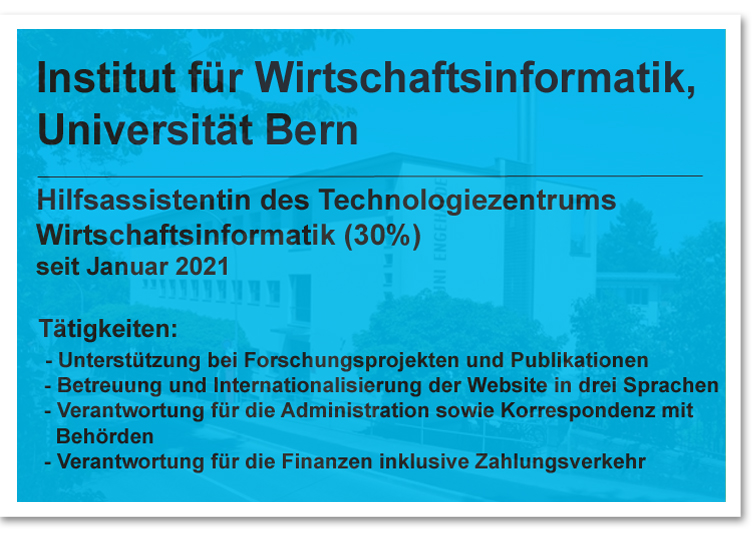 Institut für Wirtschaftsinformatik,
Universität Bern
Hilfsassistentin des Technologiezentrums
Wirtschaftsinformatik (30%)
seit Januar 2021
UNI ENGEHALDE
Tätigkeiten:
- Unterstützung bei Forschungsprojekten und Publikationen
- Betreuung und Internationalisierung der Website in drei Sprachen
- Verantwortung für die Administration sowie Korrespondenz mit
Behörden
- Verantwortung für die Finanzen inklusive Zahlungsverkehr